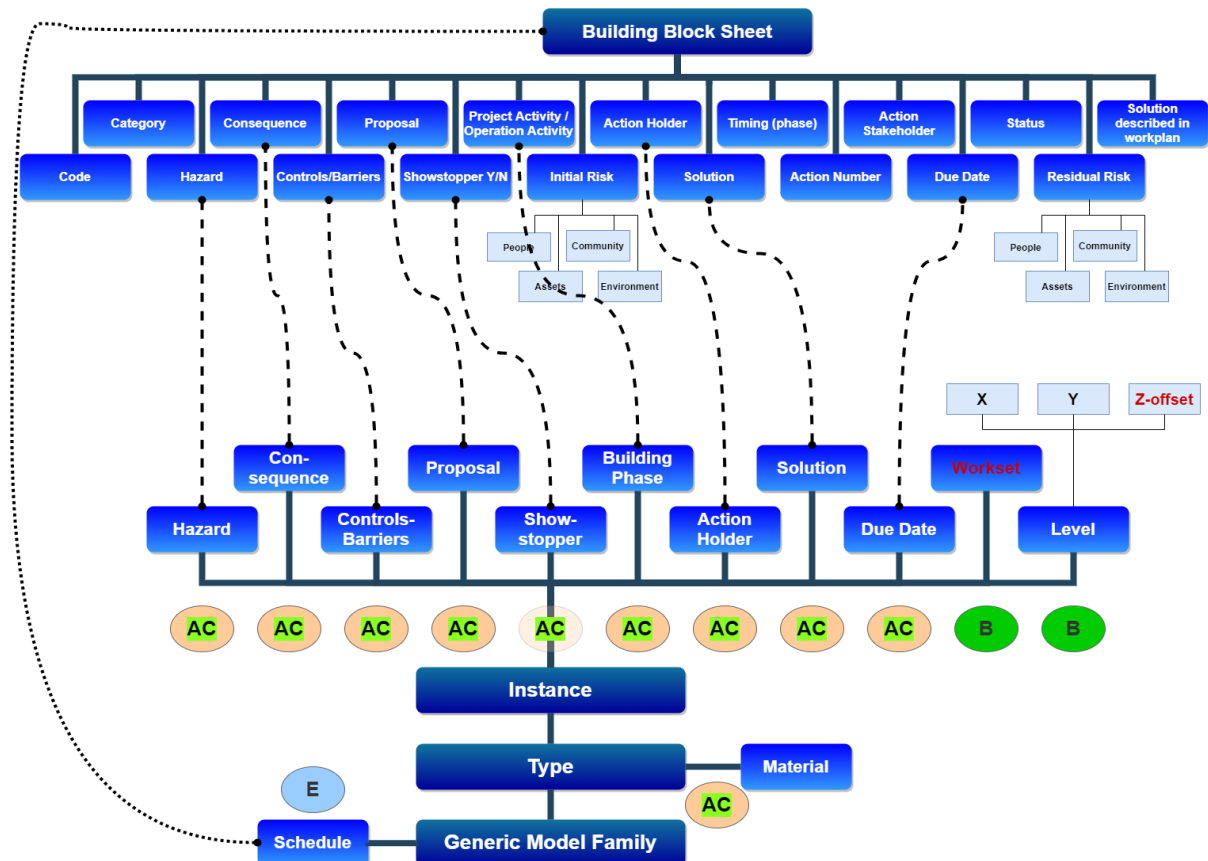 Building Block Sheet
Category
Consequence
Proposal
Project Activity /
Operation Activity
Action Holder
Timing (phase)
Action
Stakeholder
Status
Solution
described in
workplan
Code
Hazard
Controls/Barriers
Showstopper Y/N
Initial Risk
Solution
Action Number
Due Date
Residual Risk
People
Community
Assets
Environment
People
Community
Assets
Environment
X
Y
Z-offset
Con-
sequence
Proposal
Building
Phase
Solution
Workset
Hazard
Controls-
Barriers
Show-
stopper
Action
Holder
Due Date
Level
AC
AC
AC
AC
AC
AC
AC
AC
AC
B
B
Instance
Type
Material
E
AC
Schedule
Generic Model Family